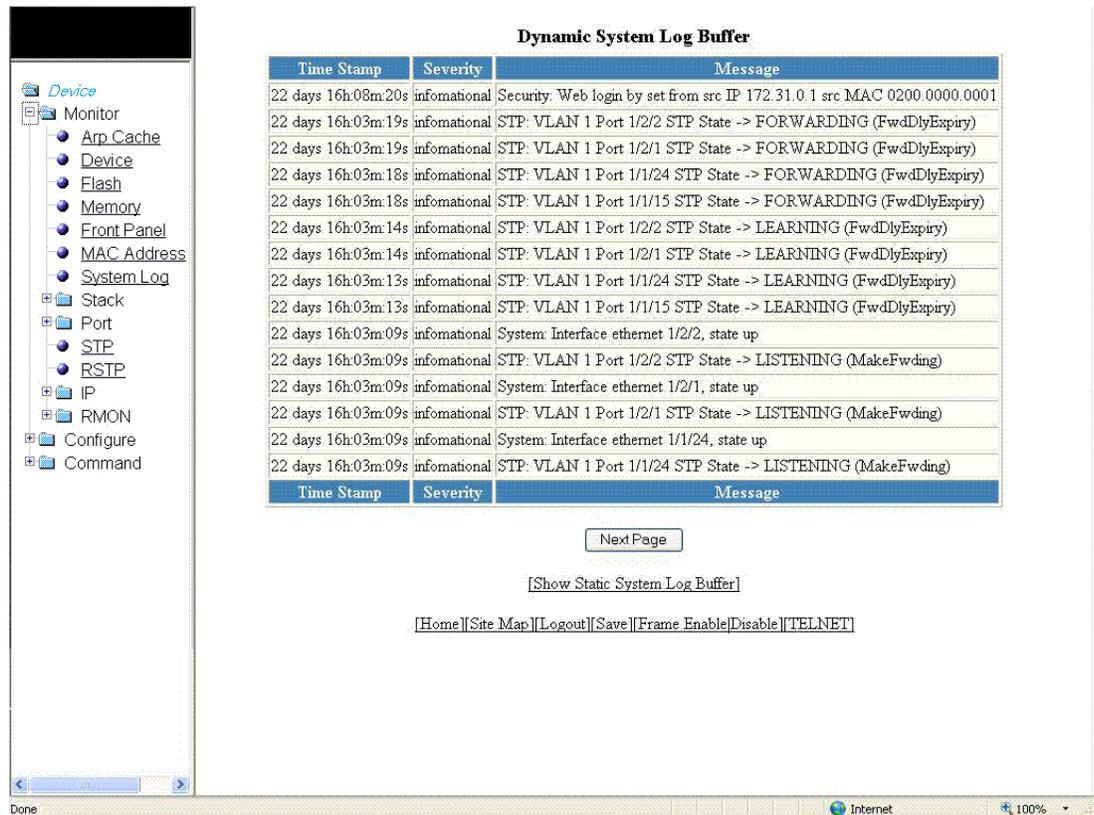 Device
Monitor
Arp Cache
Device
Flash
Memory
Front Panel
MAC Address
System Log
Stack
Port
STP
RSTP
IP
RMON
Configure
Command
Dynamic System Log Buffer
Time Stamp Severity Message
22 days 16h:08m:20s infomational Security: Web login by set from src IP 172.31.0.1 src MAC 0200.0000.0001
22 days 16h:03m:19s infomational STP: VLAN 1 Port 1/2/2 STP State -> FORWARDING (FwdDlyExpiry)
22 days 16h:03m:19s infomational STP: VLAN 1 Port 1/2/1 STP State -> FORWARDING (FwdDlyExpiry)
22 days 16h:03m:18s infomational STP: VLAN 1 Port 1/1/24 STP State -> FORWARDING (FwdDlyExpiry)
22 days 16h:03m:18s infomational STP: VLAN 1 Port 1/1/15 STP State -> FORWARDING (FwdDlyExpiry)
22 days 16h:03m:14s infomational STP: VLAN 1 Port 1/2/2 STP State -> LEARNING (FwdDlyExpiry)
22 days 16h:03m:14s infomational STP: VLAN 1 Port 1/2/1 STP State -> LEARNING (FwdDlyExpiry)
22 days 16h:03m:13s infomational STP: VLAN 1 Port 1/1/24 STP State -> LEARNING (FwdDlyExpiry)
22 days 16h:03m:13s infomational STP: VLAN 1 Port 1/1/15 STP State -> LEARNING (FwdDlyExpiry)
22 days 16h:03m:09s infomational System: Interface ethernet 1/2/2, state up
22 days 16h:03m:09s infomational STP: VLAN 1 Port 1/2/2 STP State -> LISTENING (MakeFwding)
22 days 16h:03m:09s infomational System: Interface ethernet 1/2/1, state up
22 days 16h:03m:09s infomational STP: VLAN 1 Port 1/2/1 STP State -> LISTENING (MakeFwding)
22 days 16h:03m:09s infomational System: Interface ethernet 1/1/24, state up
22 days 16h:03m:09s infomational STP: VLAN 1 Port 1/1/24 STP State -> LISTENING (MakeFwding)
Time Stamp Severity Message
Next Page
[Show Static System Log Buffer]
[Home][Site Map][Logout][Save][Frame Enable|Disable][TELNET]
Done Internet 100%